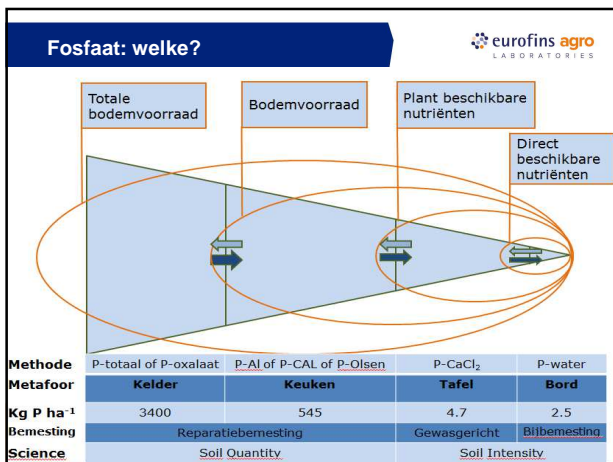 Fosfaat: welke?
eurofins agro
LABORATORIES
Totale
bodemvoorraad
Bodemvoorraad
Plant beschikbare
nutriënten
Direct
beschikbare
nutriënten
Methode P-totaal of P-oxalaat P-Al of P-CAL of P-Olsen P-CaCl₂ P-water
Metafoor Kelder Keuken Tafel Bord
Kg P ha⁻¹ 3400 545 4.7 2.5
Bemesting Reparatiebemesting Gewasgericht Bijbemesting
Science Soil Quantity Soil Intensity